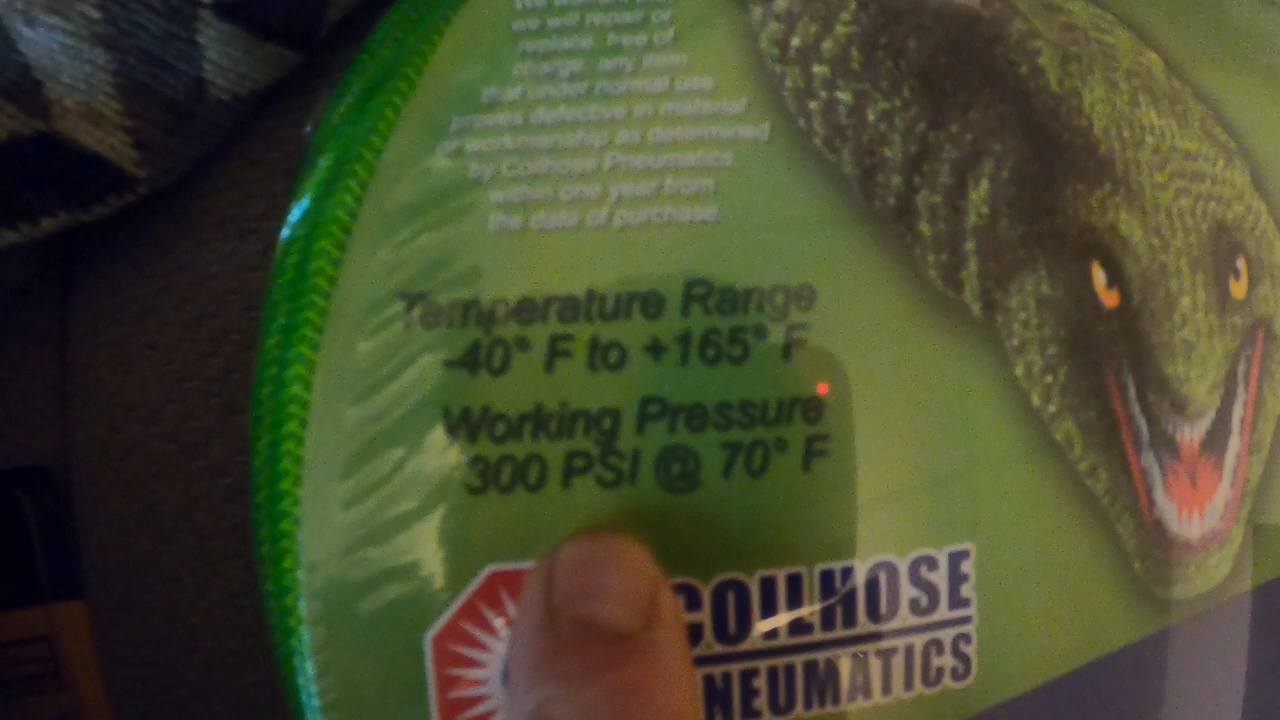 we will repair or
replace, free of
charge, any item
that under normal use
proves defective in material
or workmanship as determined
by Coilhose Pneumatics
within one year from
the date of purchase.
Temperature Range
-40° F to +165° F
Working Pressure
300 PSI @ 70° F
COILHOSE
NEUMATICS